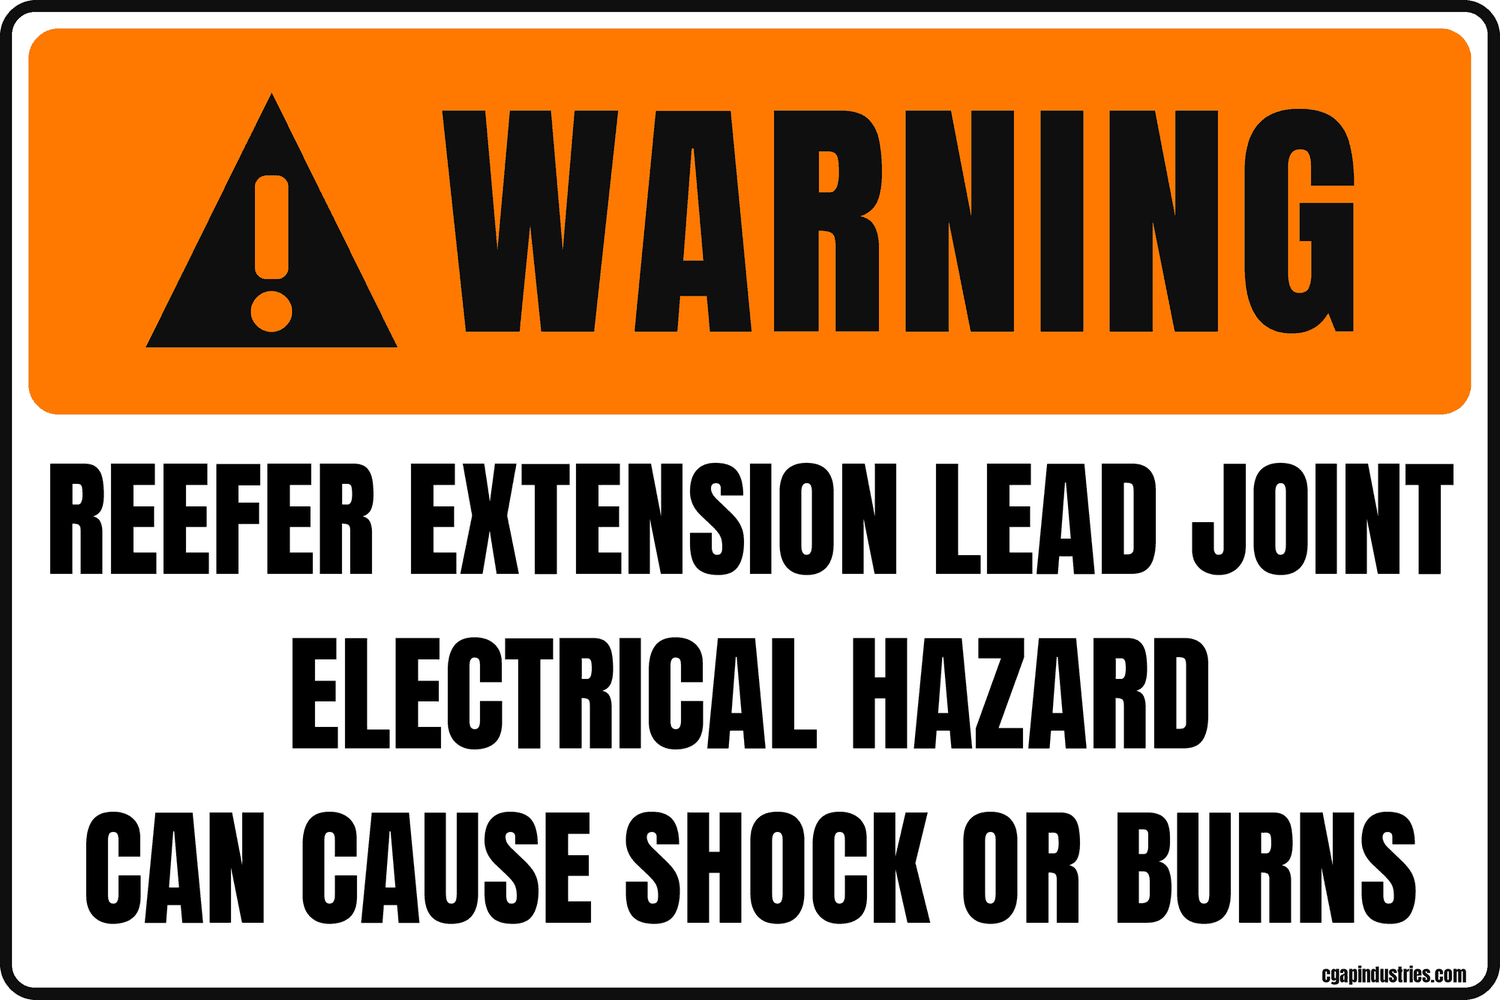 WARNING
REEFER EXTENSION LEAD JOINT
ELECTRICAL HAZARD
CAN CAUSE SHOCK OR BURNS
cgapindustries.com